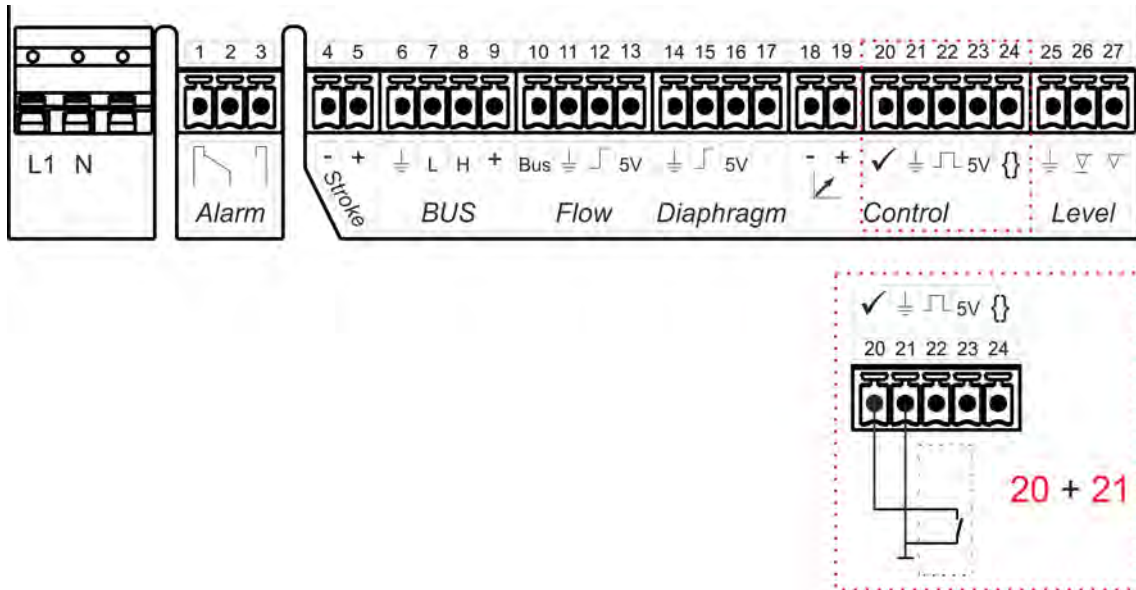 1 2 3 4 5 6 7 8 9 10 11 12 13 14 15 16 17 18 19 20 21 22 23 24 25 26 27
L1 N - + L H + Bus 5V 5V - + ✓ 5V {}
Alarm Stroke BUS Flow Diaphragm Control Level
✓ 5V {}
20 21 22 23 24
20 + 21